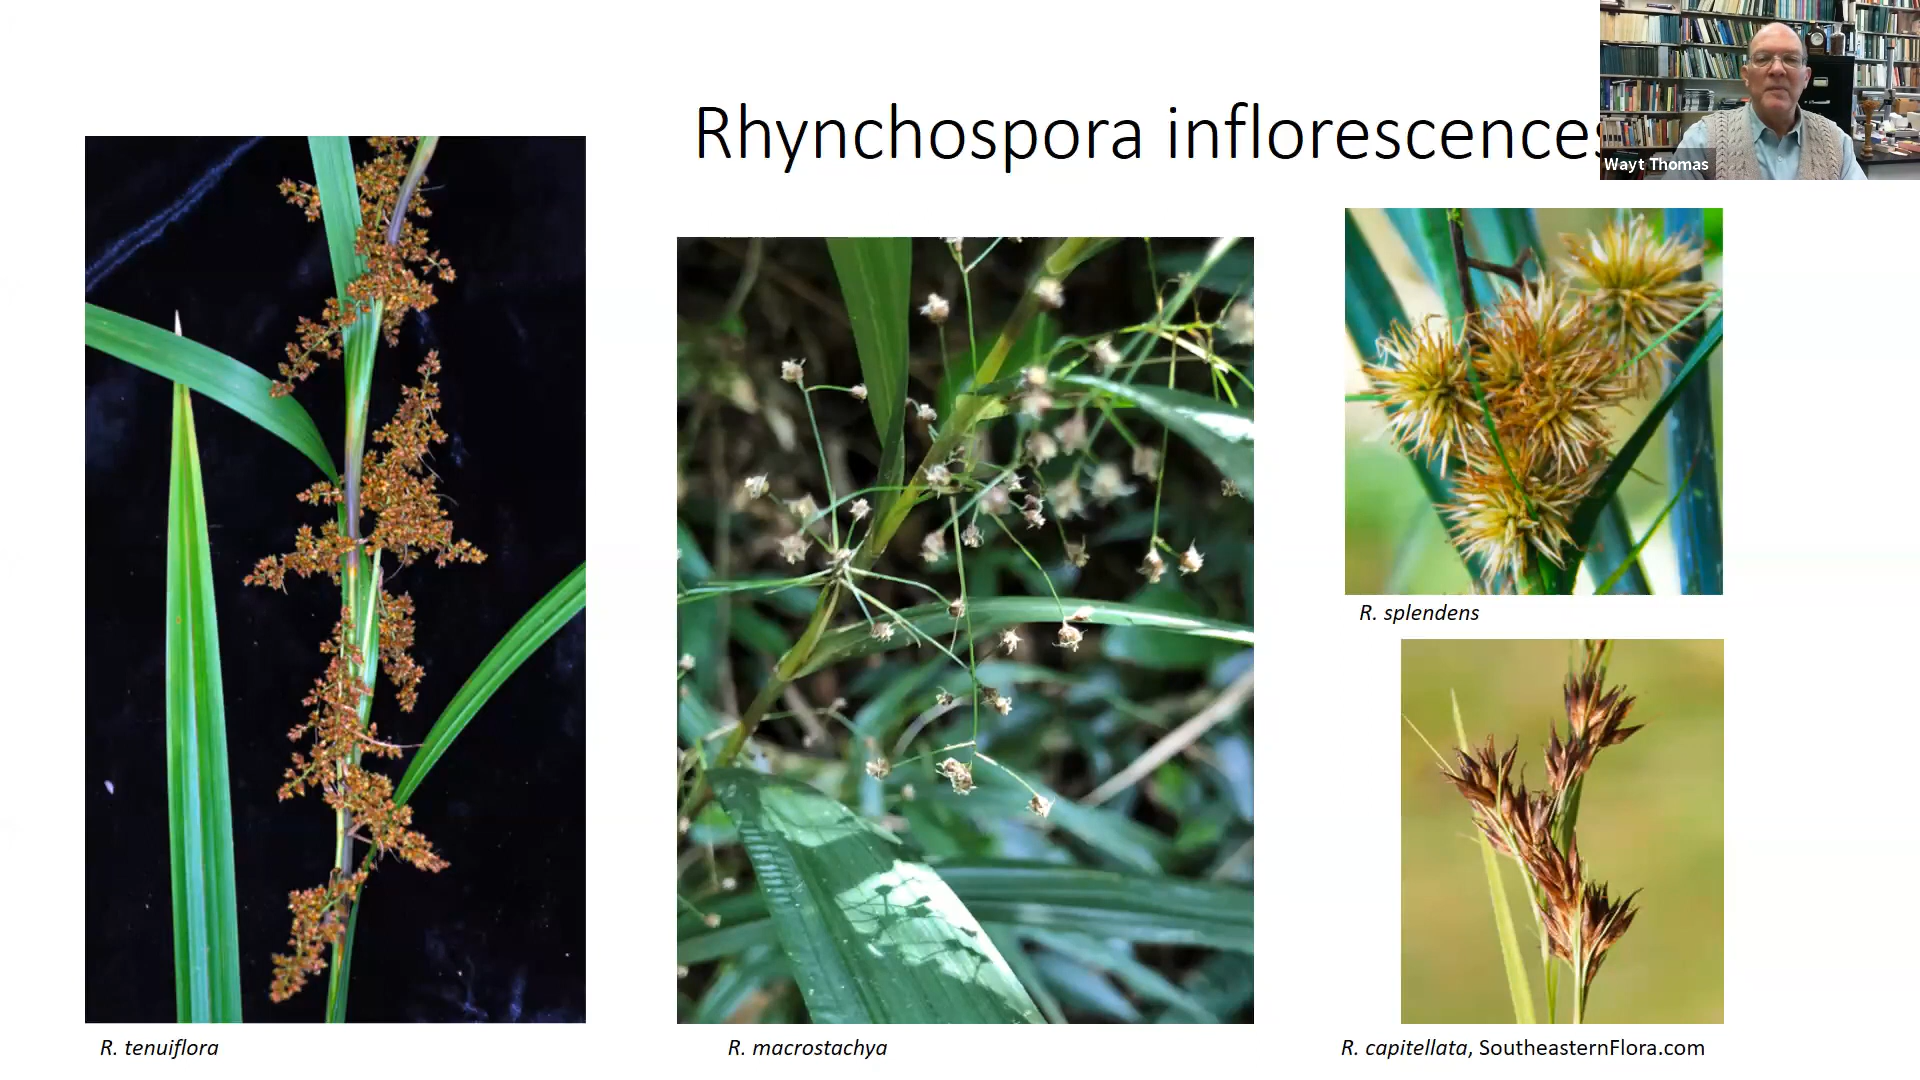 Rhynchospora inflorescences
Wayt Thomas
R. splendens
R. tenuiflora
R. macrostachya
R. capitellata, SoutheasternFlora.com